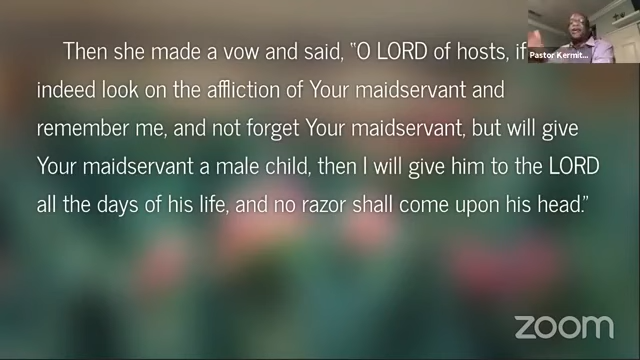 Then she made a vow and said, “O LORD of hosts, if
indeed look on the affliction of Your maidservant and
remember me, and not forget Your maidservant, but will give
Your maidservant a male child, then I will give him to the LORD
all the days of his life, and no razor shall come upon his head.”
Pastor Kermit...
zoom